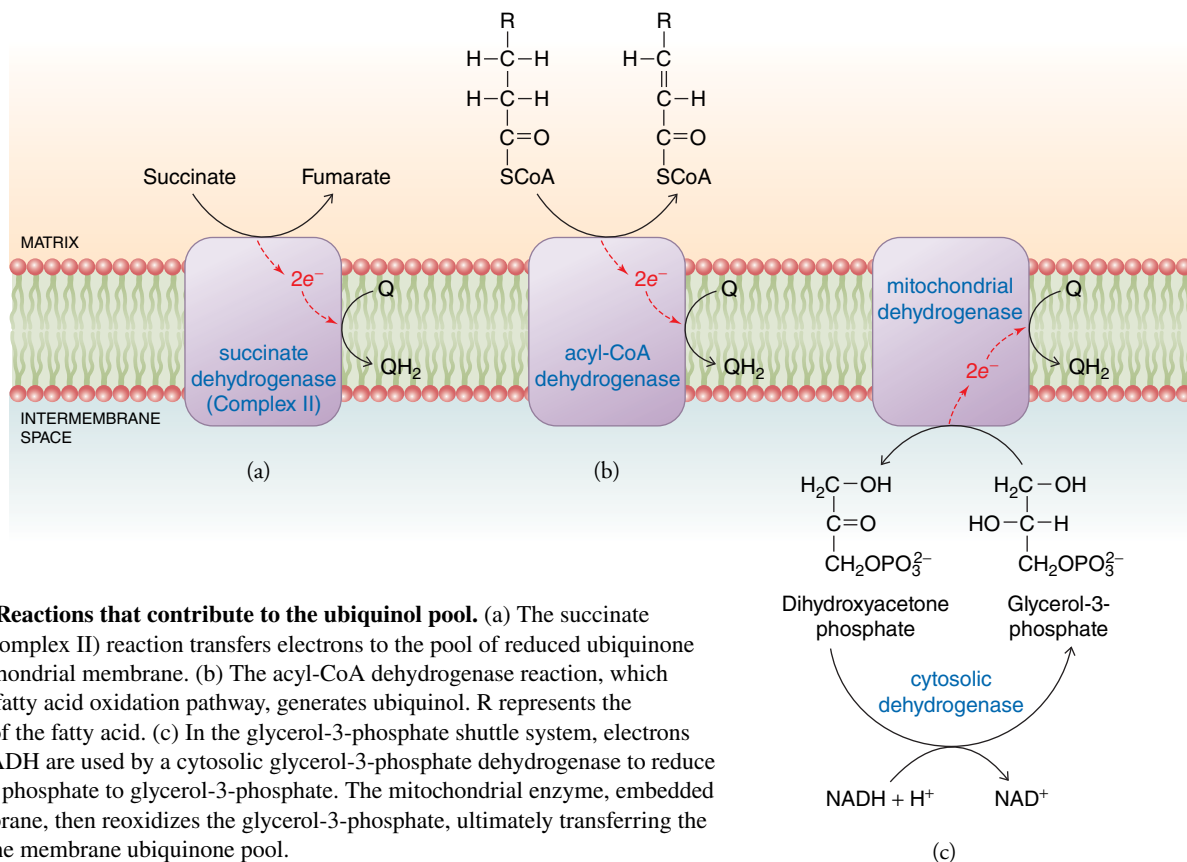 R
H–C–H
H–C–H
C=O
SCoA
R
H–C
C–H
C=O
SCoA
Succinate
Fumarate
MATRIX
2e⁻
Q
QH₂
succinate
dehydrogenase
(Complex II)
2e⁻
Q
QH₂
acyl-CoA
dehydrogenase
mitochondrial
dehydrogenase
2e⁻
Q
QH₂
INTERMEMBRANE
SPACE
(a)
(b)
H₂C–OH
C=O
CH₂OPO₃²⁻
Dihydroxyacetone
phosphate
H₂C–OH
HO–C–H
CH₂OPO₃²⁻
Glycerol-3-
phosphate
cytosolic
dehydrogenase
NADH + H⁺
NAD⁺
(c)
Reactions that contribute to the ubiquinol pool. (a) The succinate
omplex II) reaction transfers electrons to the pool of reduced ubiquinone
hondrial membrane. (b) The acyl-CoA dehydrogenase reaction, which
fatty acid oxidation pathway, generates ubiquinol. R represents the
of the fatty acid. (c) In the glycerol-3-phosphate shuttle system, electrons
ADH are used by a cytosolic glycerol-3-phosphate dehydrogenase to reduce
phosphate to glycerol-3-phosphate. The mitochondrial enzyme, embedded
brane, then reoxidizes the glycerol-3-phosphate, ultimately transferring the
ne membrane ubiquinone pool.